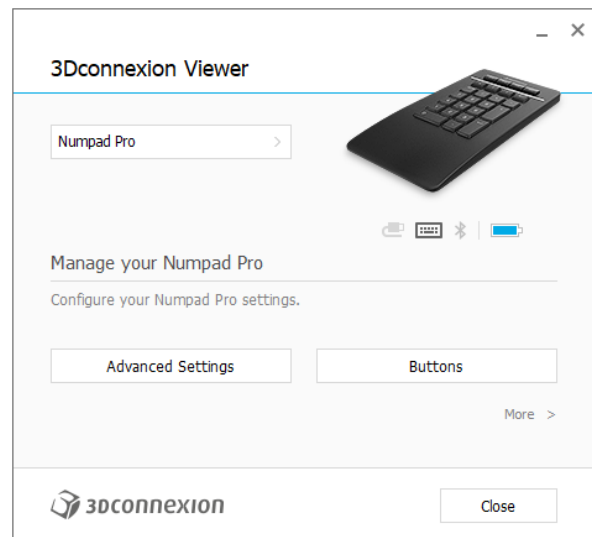 3Dconnexion Viewer
Numpad Pro >
Manage your Numpad Pro
Configure your Numpad Pro settings.
Advanced Settings
Buttons
More >
3Dconnexion
Close